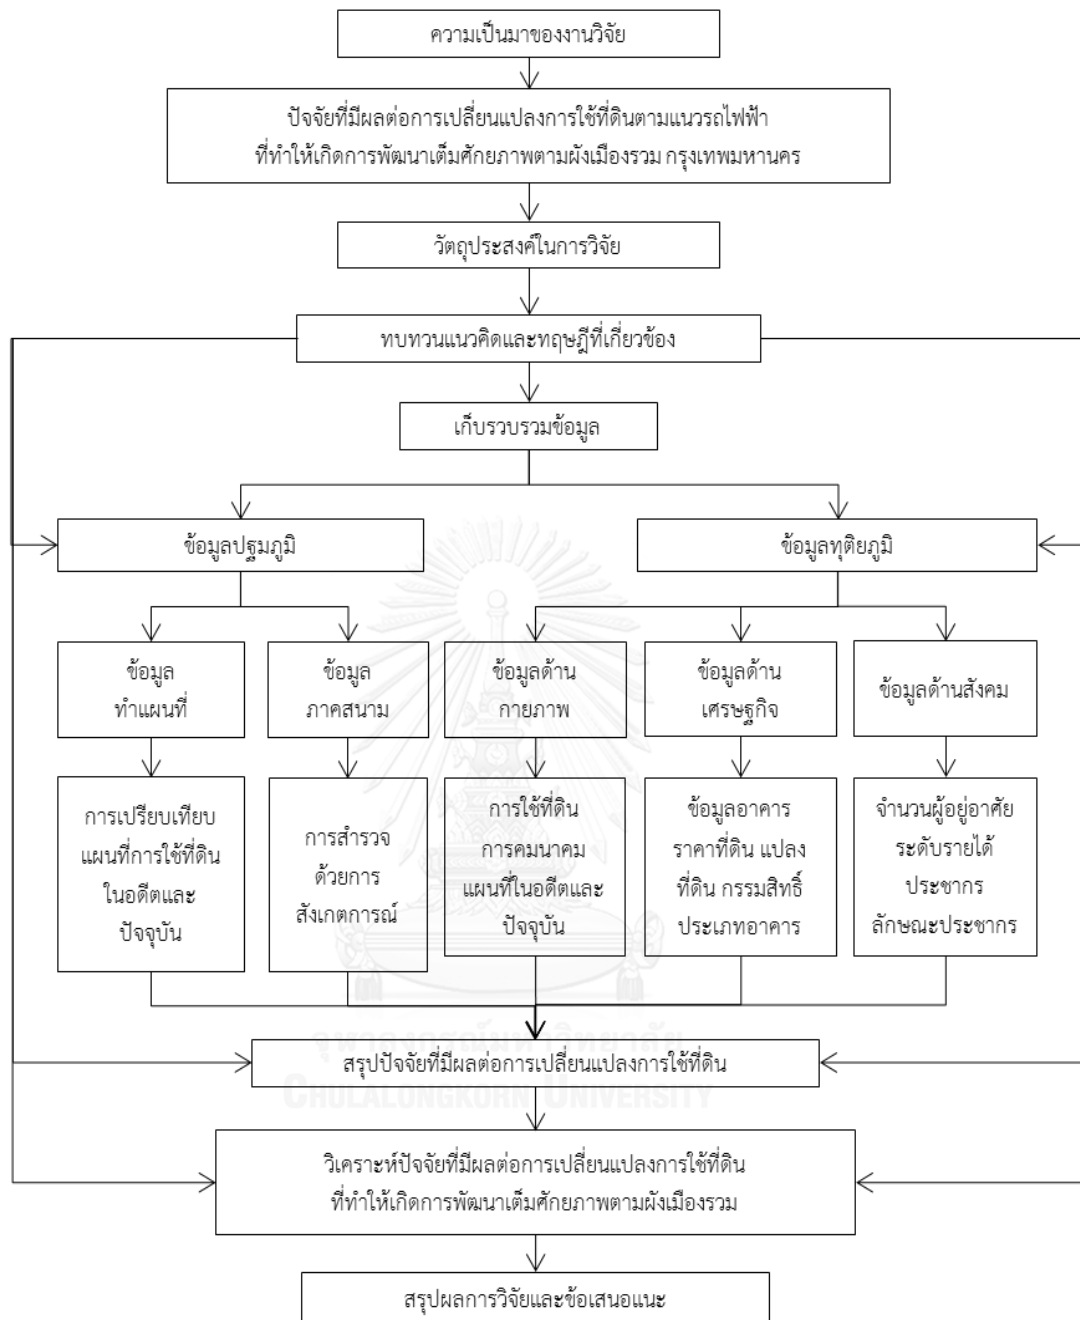 ความเป็นมาของงานวิจัย
ปัจจัยที่มีผลต่อการเปลี่ยนแปลงการใช้ที่ดินตามแนวรถไฟฟ้า
ที่ทำให้เกิดการพัฒนาเต็มศักยภาพตามผังเมืองรวม กรุงเทพมหานคร
วัตถุประสงค์ในการวิจัย
ทบทวนแนวคิดและทฤษฎีที่เกี่ยวข้อง
เก็บรวบรวมข้อมูล
ข้อมูลปฐมภูมิ
ข้อมูลทุติยภูมิ
ข้อมูล
ทำแผนที่
ข้อมูล
ภาคสนาม
ข้อมูลด้าน
กายภาพ
ข้อมูลด้าน
เศรษฐกิจ
ข้อมูลด้านสังคม
การเปรียบเทียบ
แผนที่การใช้ที่ดิน
ในอดีตและ
ปัจจุบัน
การสำรวจ
ด้วยการ
สังเกตการณ์
การใช้ที่ดิน
การคมนาคม
แผนที่ในอดีตและ
ปัจจุบัน
ข้อมูลอาคาร
ราคาที่ดิน แปลง
ที่ดิน กรรมสิทธิ์
ประเภทอาคาร
จำนวนผู้อยู่อาศัย
ระดับรายได้
ประชากร
ลักษณะประชากร
จุฬาลงกรณ์มหาวิทยาลัย
สรุปปัจจัยที่มีผลต่อการเปลี่ยนแปลงการใช้ที่ดิน
CHULALONGKORN UNIVERSITY
วิเคราะห์ปัจจัยที่มีผลต่อการเปลี่ยนแปลงการใช้ที่ดิน
ที่ทำให้เกิดการพัฒนาเต็มศักยภาพตามผังเมืองรวม
สรุปผลการวิจัยและข้อเสนอแนะ